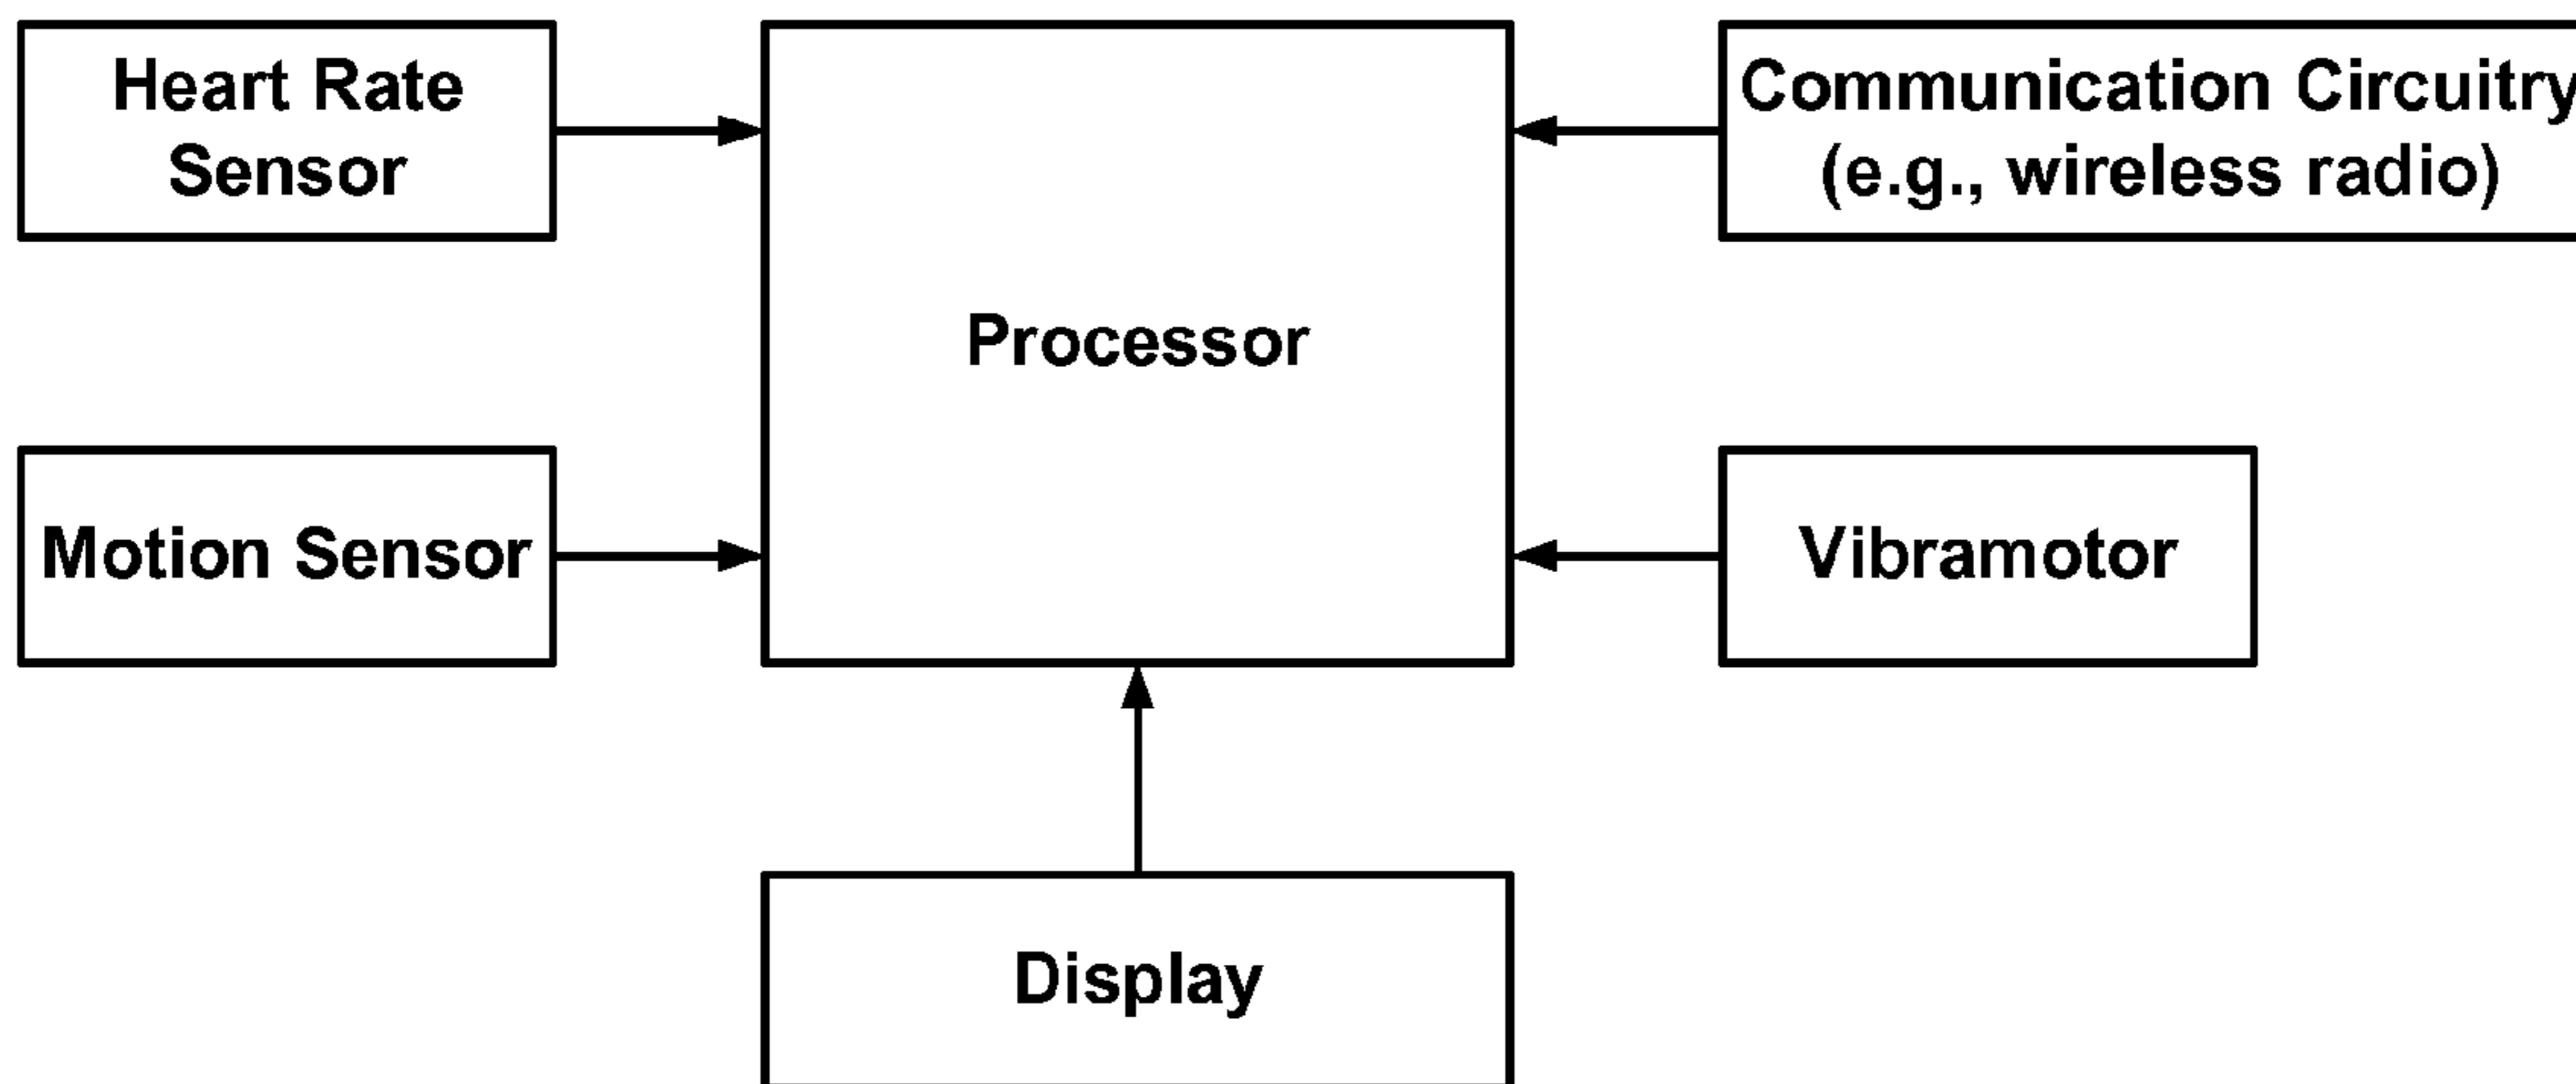 Heart Rate
Sensor
Processor
Communication Circuitry
(e.g., wireless radio)
Motion Sensor
Vibramotor
Display